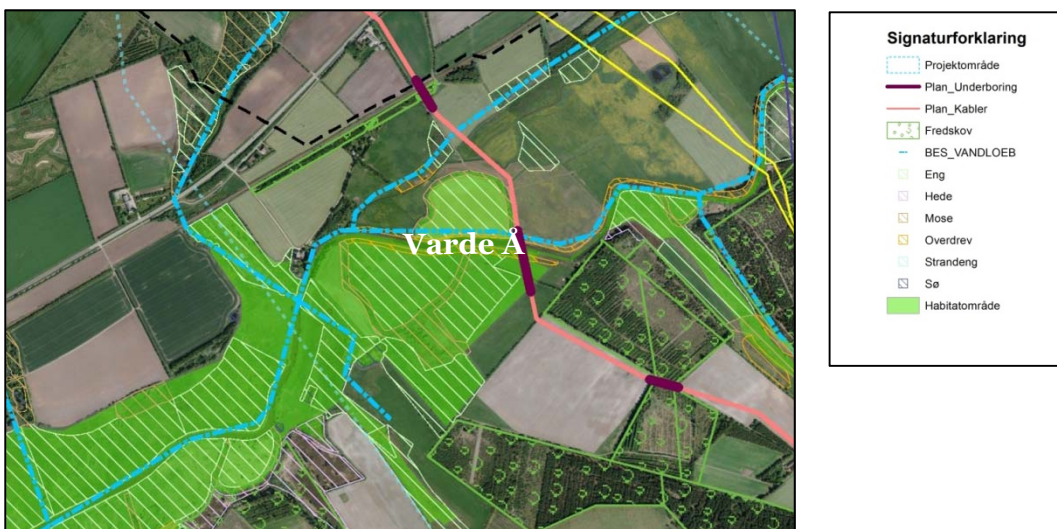 Varde Å
Signaturforklaring
Projektområde
Plan_Underboring
Plan_Kabler
Fredskov
BES_VANDLOEB
Eng
Hede
Mose
Overdrev
Strandeng
Sø
Habitatområde